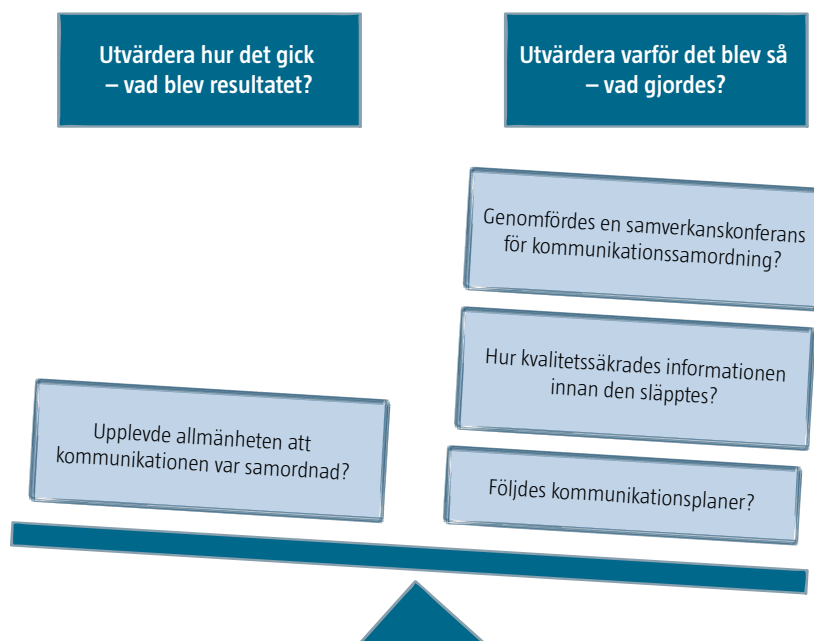 Utvärdera hur det gick
– vad blev resultatet?
Utvärdera varför det blev så
– vad gjordes?
Genomfördes en samverkanskonferans
för kommunikationssamordning?
Hur kvalitetssäkrades informationen
innan den släpptes?
Upplevde allmänheten att
kommunikationen var samordnad?
Följdes kommunikationsplaner?